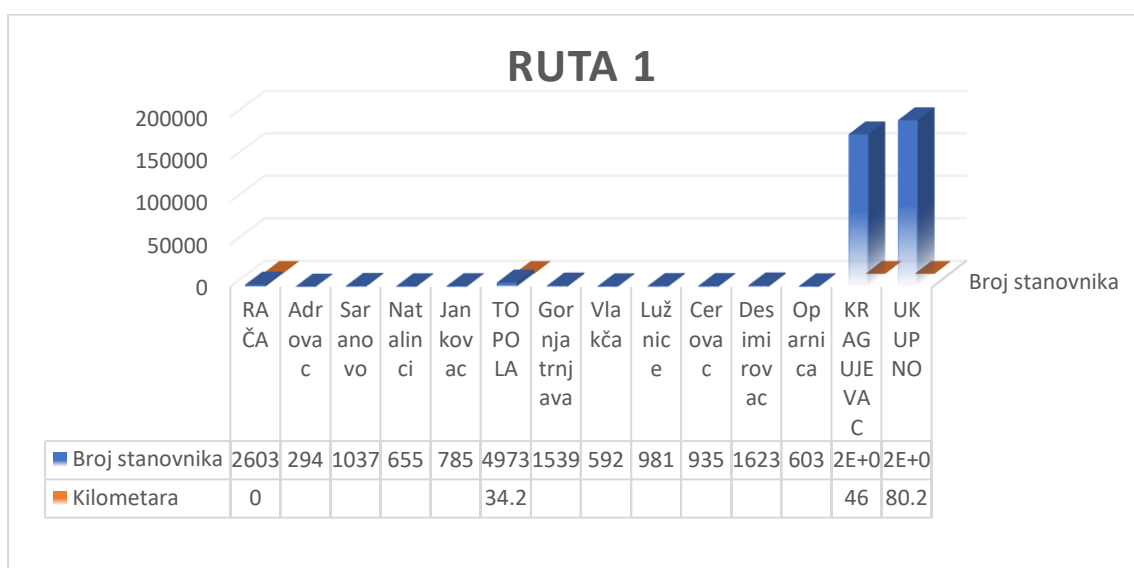 RUTA 1
200000
150000
100000
50000
0
Broj stanovnika
RA Adr Sar Nat Jan TO Gor Vla Luž Cer Des Op KR UK
ČA ova ano alin kov PO nja kča nic ova imi arni AG UP
c vo ci ac LA trnj e c rov ca UJE NO
ava ac VA
C
Broj stanovnika 2603 294 1037 655 785 4973 1539 592 981 935 1623 603 2E+0 2E+0
Kilometara 0 34.2 46 80.2